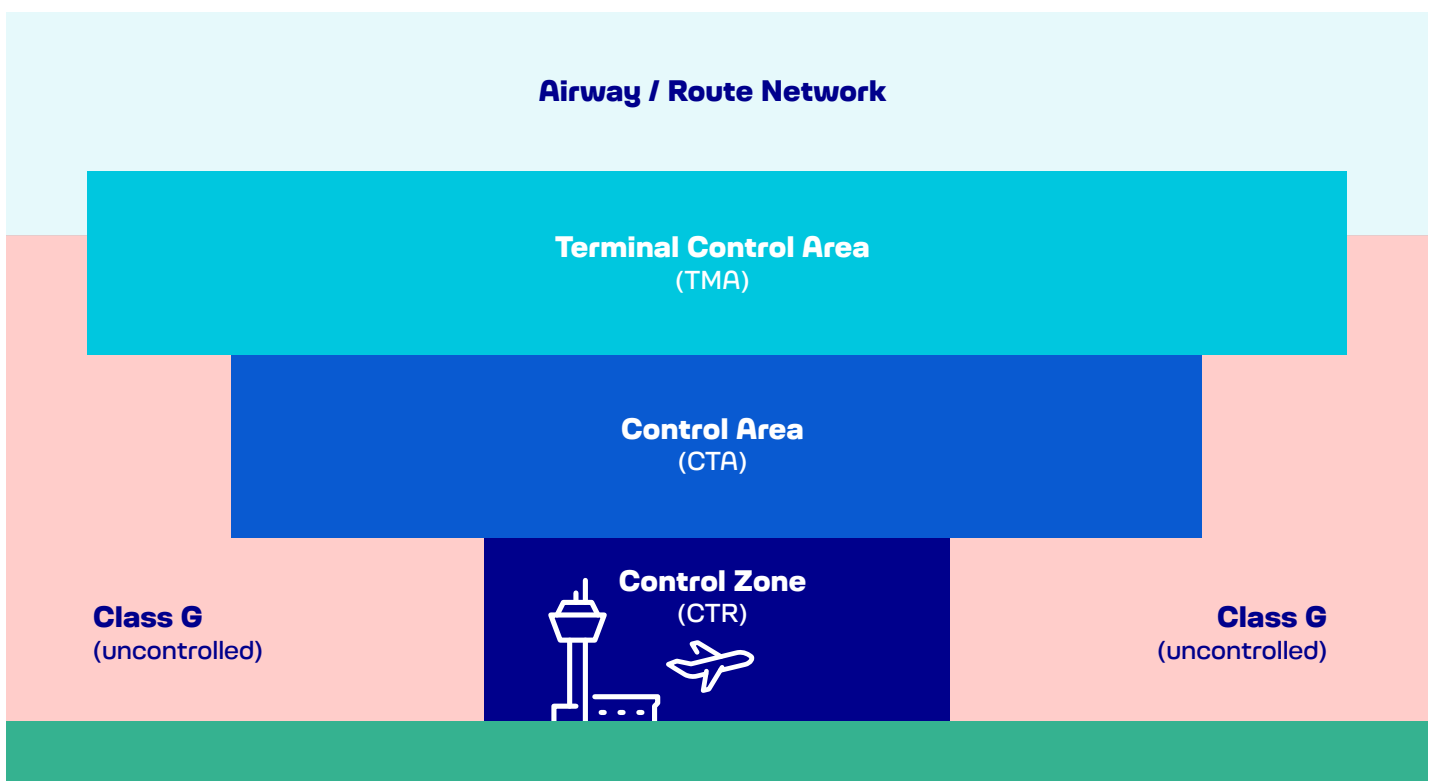 Airway / Route Network
Terminal Control Area
(TMA)
Control Area
(CTA)
Control Zone
(CTR)
Class G
(uncontrolled)
Class G
(uncontrolled)